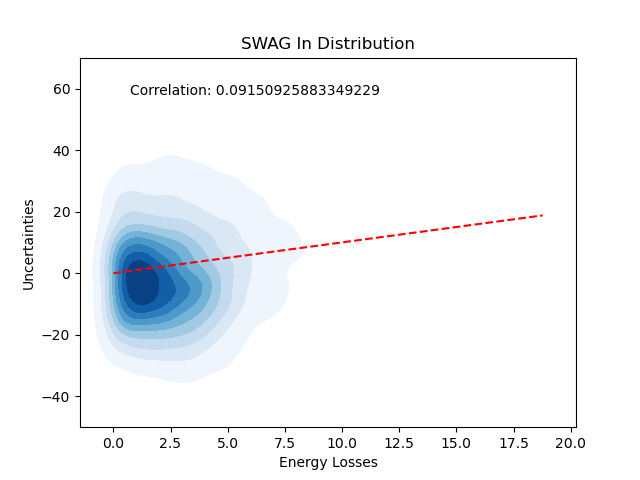 SWAG In Distribution
Correlation: 0.09150925883349229
60
40
20
0
−20
−40
Uncertainties
0.0 2.5 5.0 7.5 10.0 12.5 15.0 17.5 20.0
Energy Losses